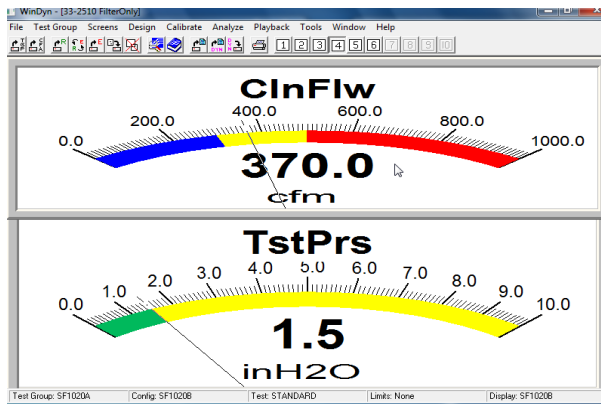 WinDyn - [33-2510 FilterOnly]
File Test Group Screens Design Calibrate Analyze Playback Tools Window Help
1 2 3 4 5 6 7 8 9 10
ClnFlw
0.0 200.0 400.0 600.0 800.0 1000.0
370.0
cfm
TstPrs
0.0 1.0 2.0 3.0 4.0 5.0 6.0 7.0 8.0 9.0 10.0
1.5
inH2O
Test Group: SF1020A Config: SF1020B Test: STANDARD Limits: None Display: SF1020B